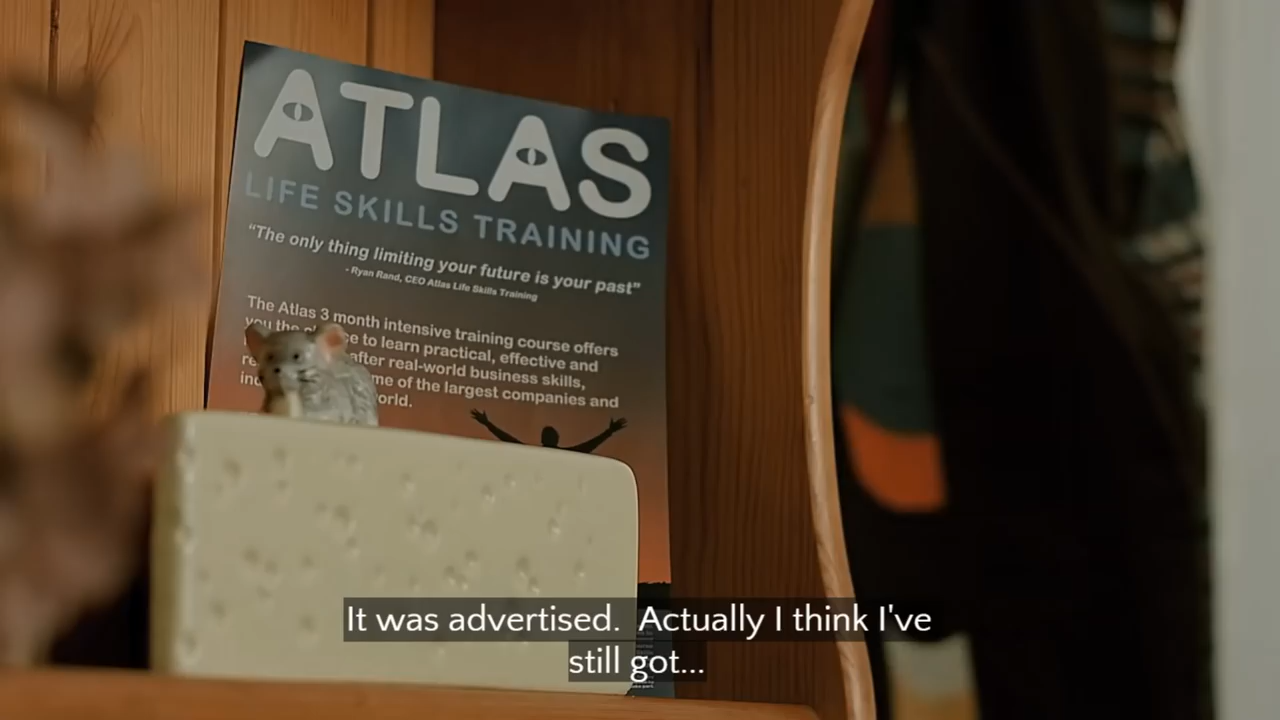 ATLAS
LIFE SKILLS TRAINING
“The only thing limiting your future is your past”
- Ryan Rand, CEO Atlas Life Skills Training
The Atlas 3 month intensive training course offers
you the to learn practical, effective and
after real-world business skills,
of the largest companies and
It was advertised. Actually I think I've
still got...